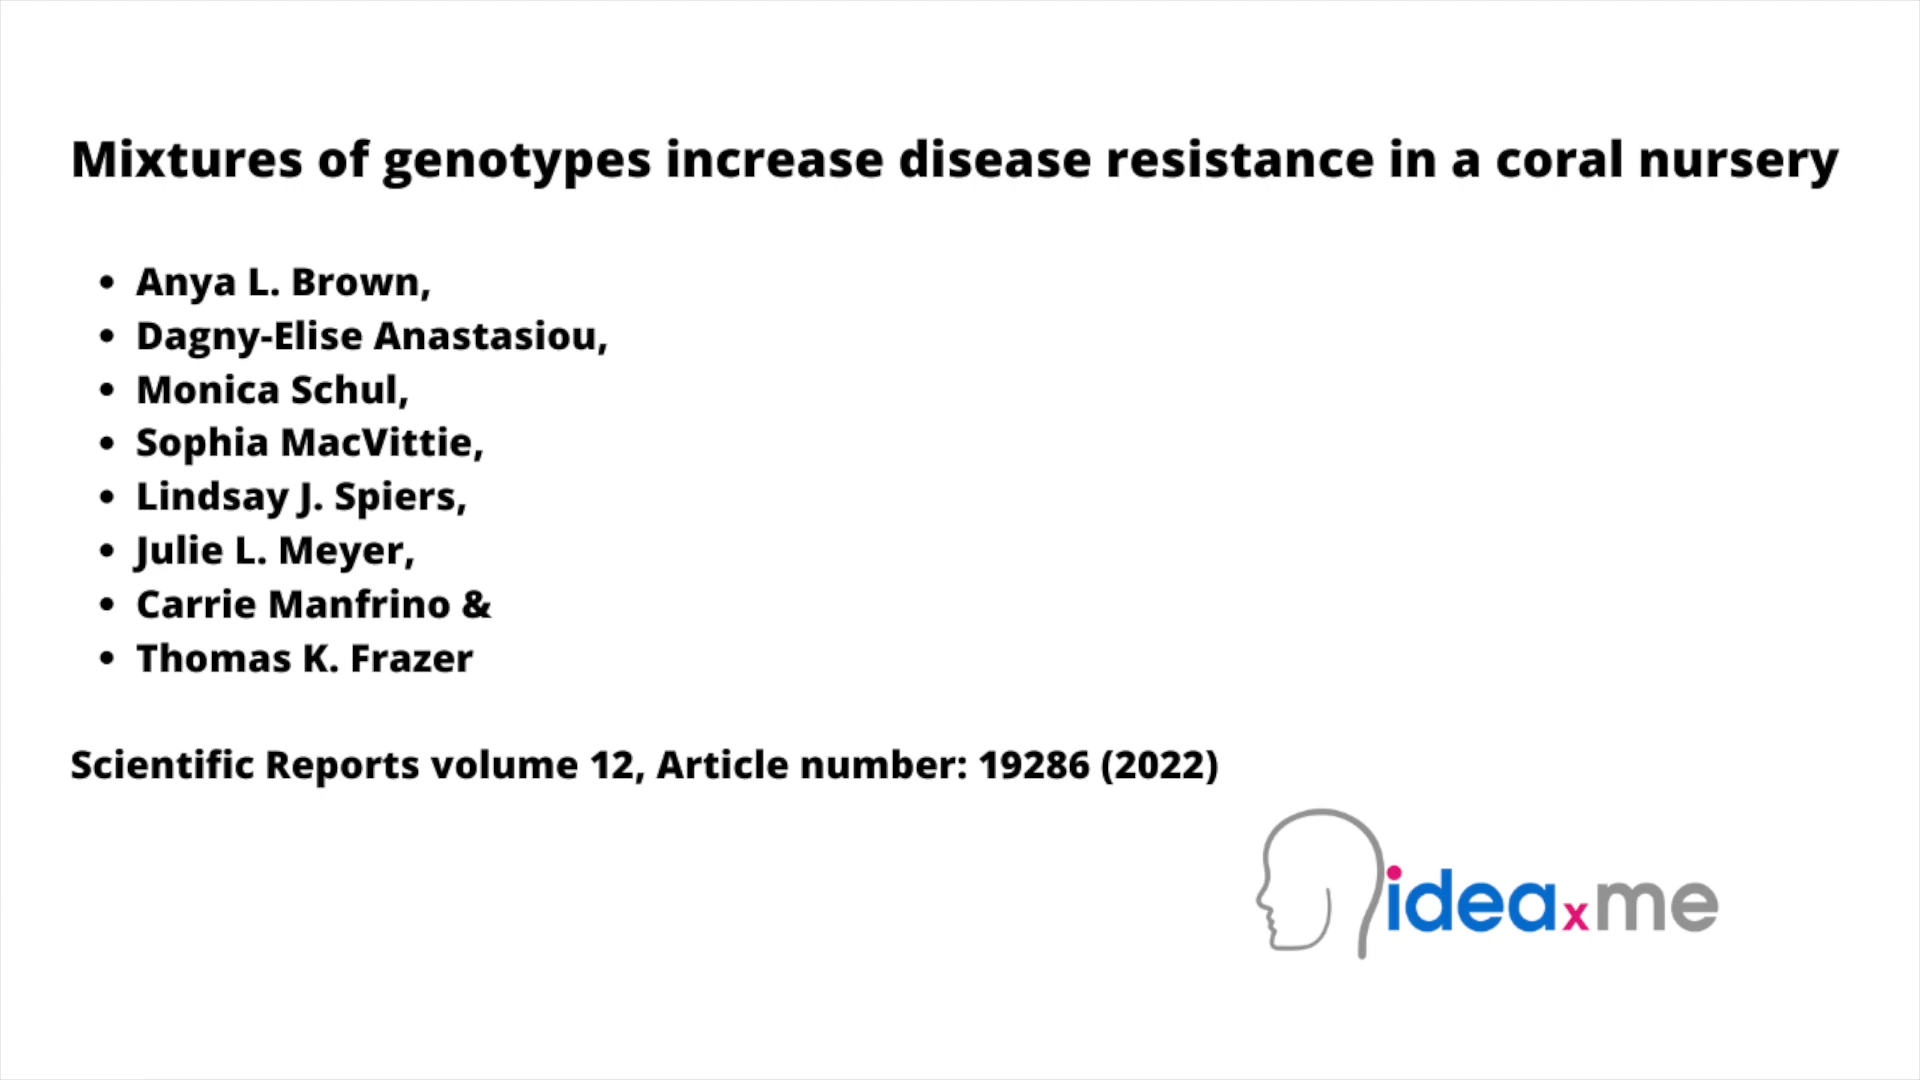 Mixtures of genotypes increase disease resistance in a coral nursery
• Anya L. Brown,
• Dagny-Elise Anastasiou,
• Monica Schul,
• Sophia MacVittie,
• Lindsay J. Spiers,
• Julie L. Meyer,
• Carrie Manfrino &
• Thomas K. Frazer
Scientific Reports volume 12, Article number: 19286 (2022)
ideaxme